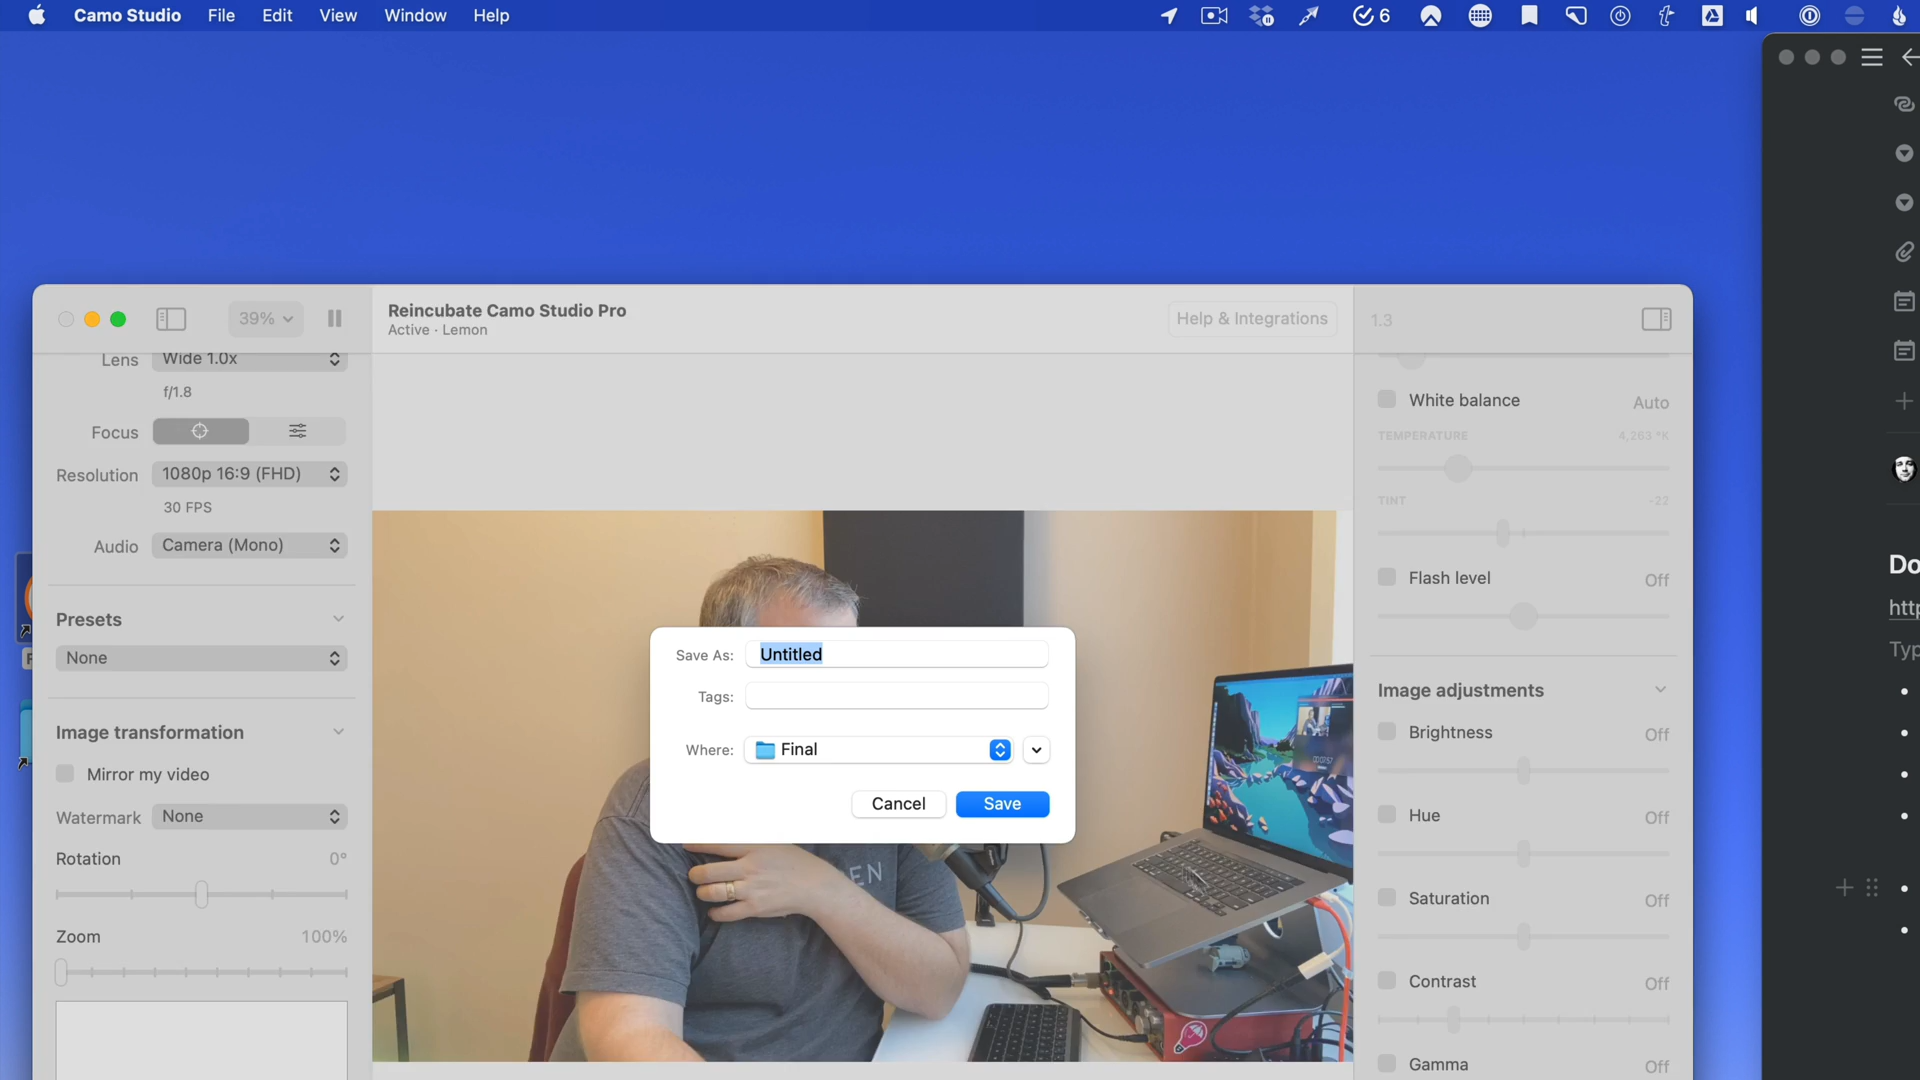 Camo Studio File Edit View Window Help
6
39%
Reincubate Camo Studio Pro
Active · Lemon
Help & Integrations
1.3
Lens Wide 1.0x
f/1.8
Focus
Resolution 1080p 16:9 (FHD)
30 FPS
Audio Camera (Mono)
Presets
None
Image transformation
Mirror my video
Watermark None
Rotation 0°
Zoom 100%
Save As: Untitled
Tags:
Where: Final
Cancel Save
EN
White balance Auto
TEMPERATURE 4,263 °K
TINT -22
Flash level Off
Image adjustments
Brightness Off
Hue Off
Saturation Off
Contrast Off
Gamma Off
Do
http
Typ